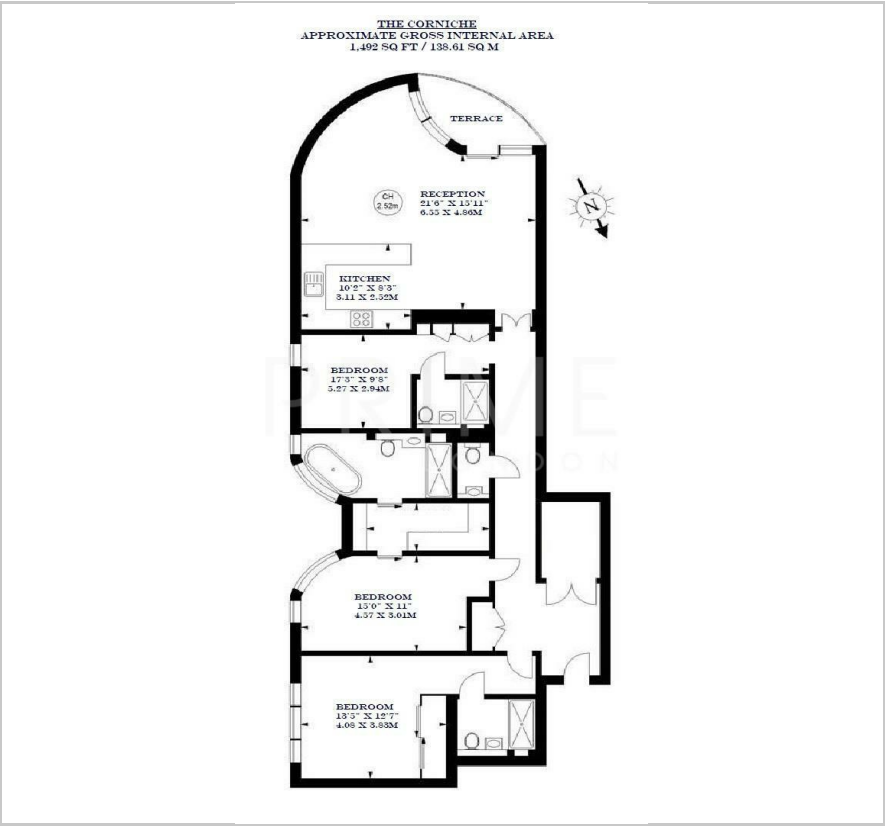 THE CORNICHE
APPROXIMATE GROSS INTERNAL AREA
1,492 SQ FT / 138.61 SQ M
TERRACE
CH
2.52m
RECEPTION
21'6" X 15'11"
6.55 X 4.86M
N
KITCHEN
10'2" X 8'3"
3.11 X 2.52M
BEDROOM
17'3" X 9'8"
5.27 X 2.94M
PRIME
LONDON
BEDROOM
15'0" X 11"
4.57 X 3.01M
BEDROOM
13'5" X 12'7"
4.08 X 3.83M